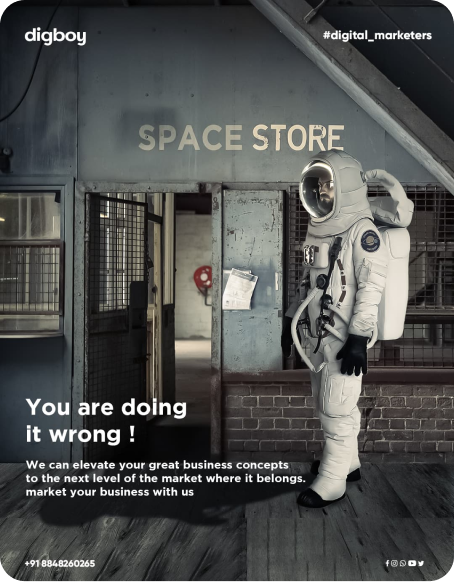 digboy
#digital_marketers
SPACE STORE
You are doing
it wrong !
We can elevate your great business concepts
to the next level of the market where it belongs.
market your business with us
+91 8848260265